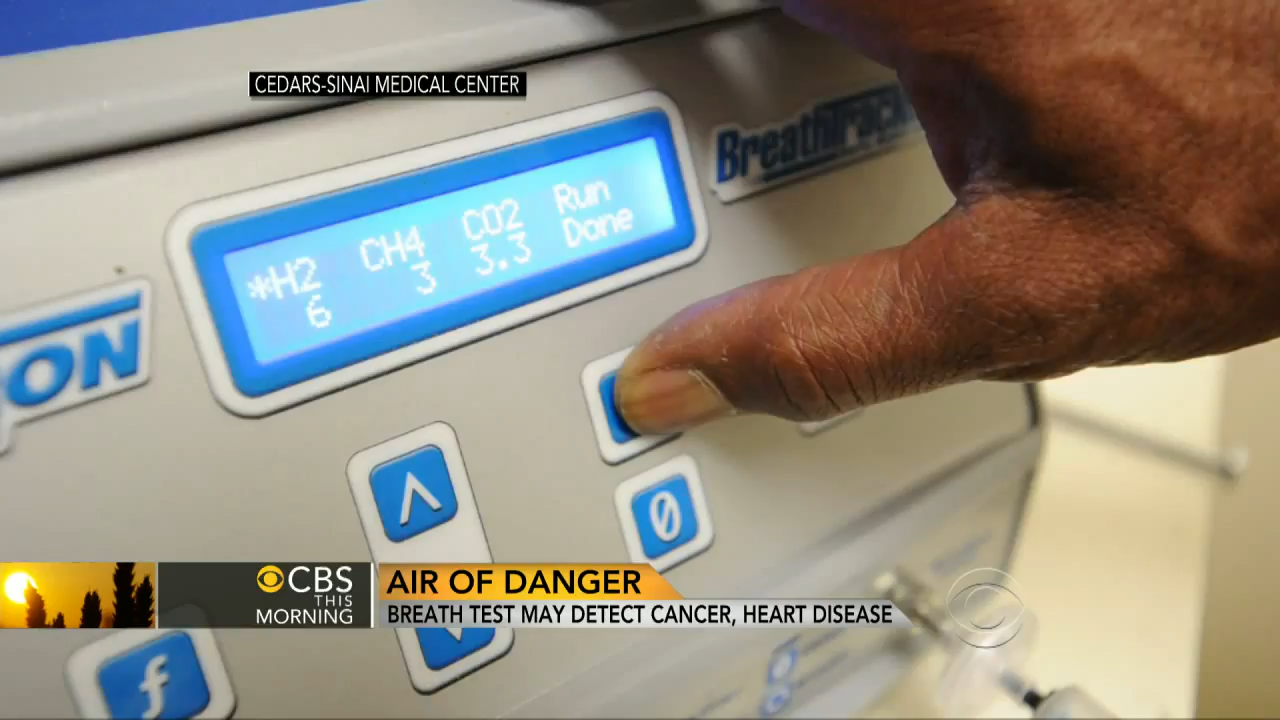 CEDARS-SINAI MEDICAL CENTER
*H2 CH4 CO2 Run
6 3 3.3 Done
ON
0
f
CBS
THIS
MORNING
AIR OF DANGER
BREATH TEST MAY DETECT CANCER, HEART DISEASE